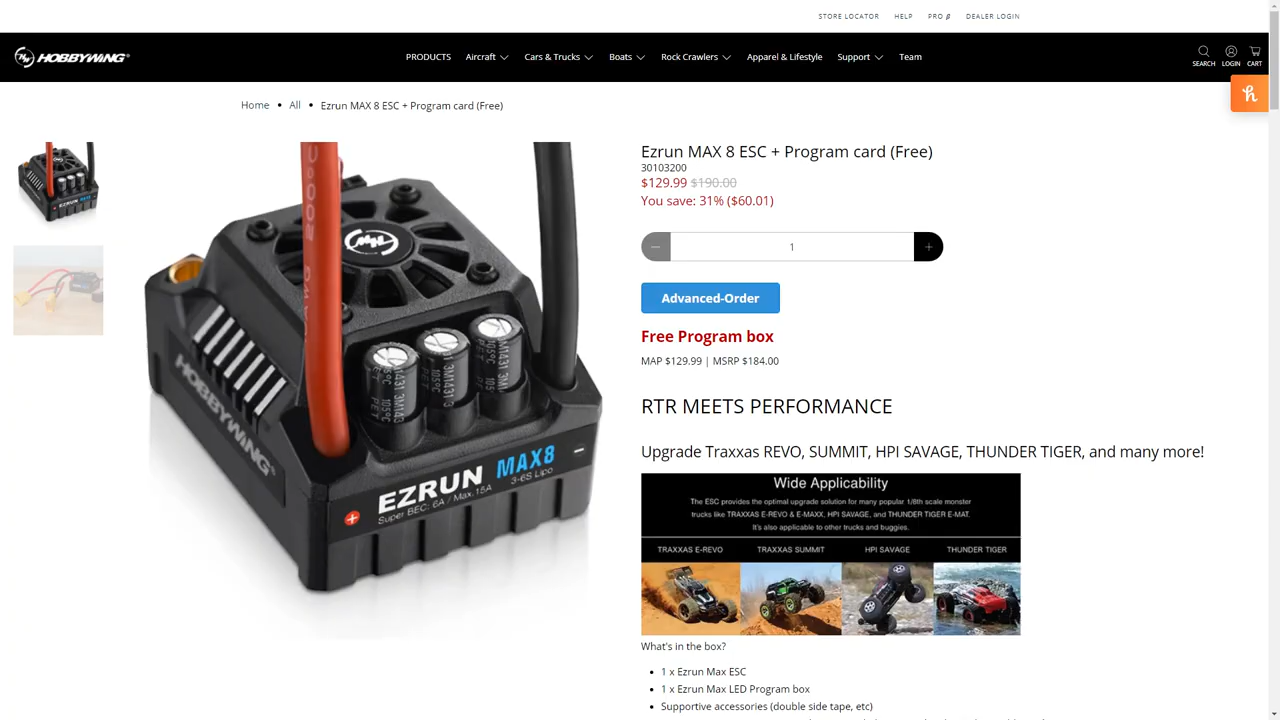 STORE LOCATOR HELP PRO β DEALER LOGIN
HOBBYWING®
PRODUCTS Aircraft Cars & Trucks Boats Rock Crawlers Apparel & Lifestyle Support Team
SEARCH LOGIN CART
Home • All • Ezrun MAX 8 ESC + Program card (Free)
Ezrun MAX 8 ESC + Program card (Free)
30103200
$129.99 $190.00
You save: 31% ($60.01)
1
Advanced-Order
Free Program box
MAP $129.99 | MSRP $184.00
RTR MEETS PERFORMANCE
Upgrade Traxxas REVO, SUMMIT, HPI SAVAGE, THUNDER TIGER, and many more!
Wide Applicability
The ESC provides the optimal upgrade solution for many popular 1/8th scale monster
trucks like TRAXXAS E-REVO & E-MAXX, HPI SAVAGE, and THUNDER TIGER E-MAT.
It's also applicable to other trucks and buggies.
TRAXXAS E-REVO TRAXXAS SUMMIT HPI SAVAGE THUNDER TIGER
What's in the box?
• 1 x Ezrun Max ESC
• 1 x Ezrun Max LED Program box
• Supportive accessories (double side tape, etc)
HOBBYWING
EZRUN MAX8
Super BEC: 6A / Max.15A 3-6S Lipo
105°C
PET
3M143